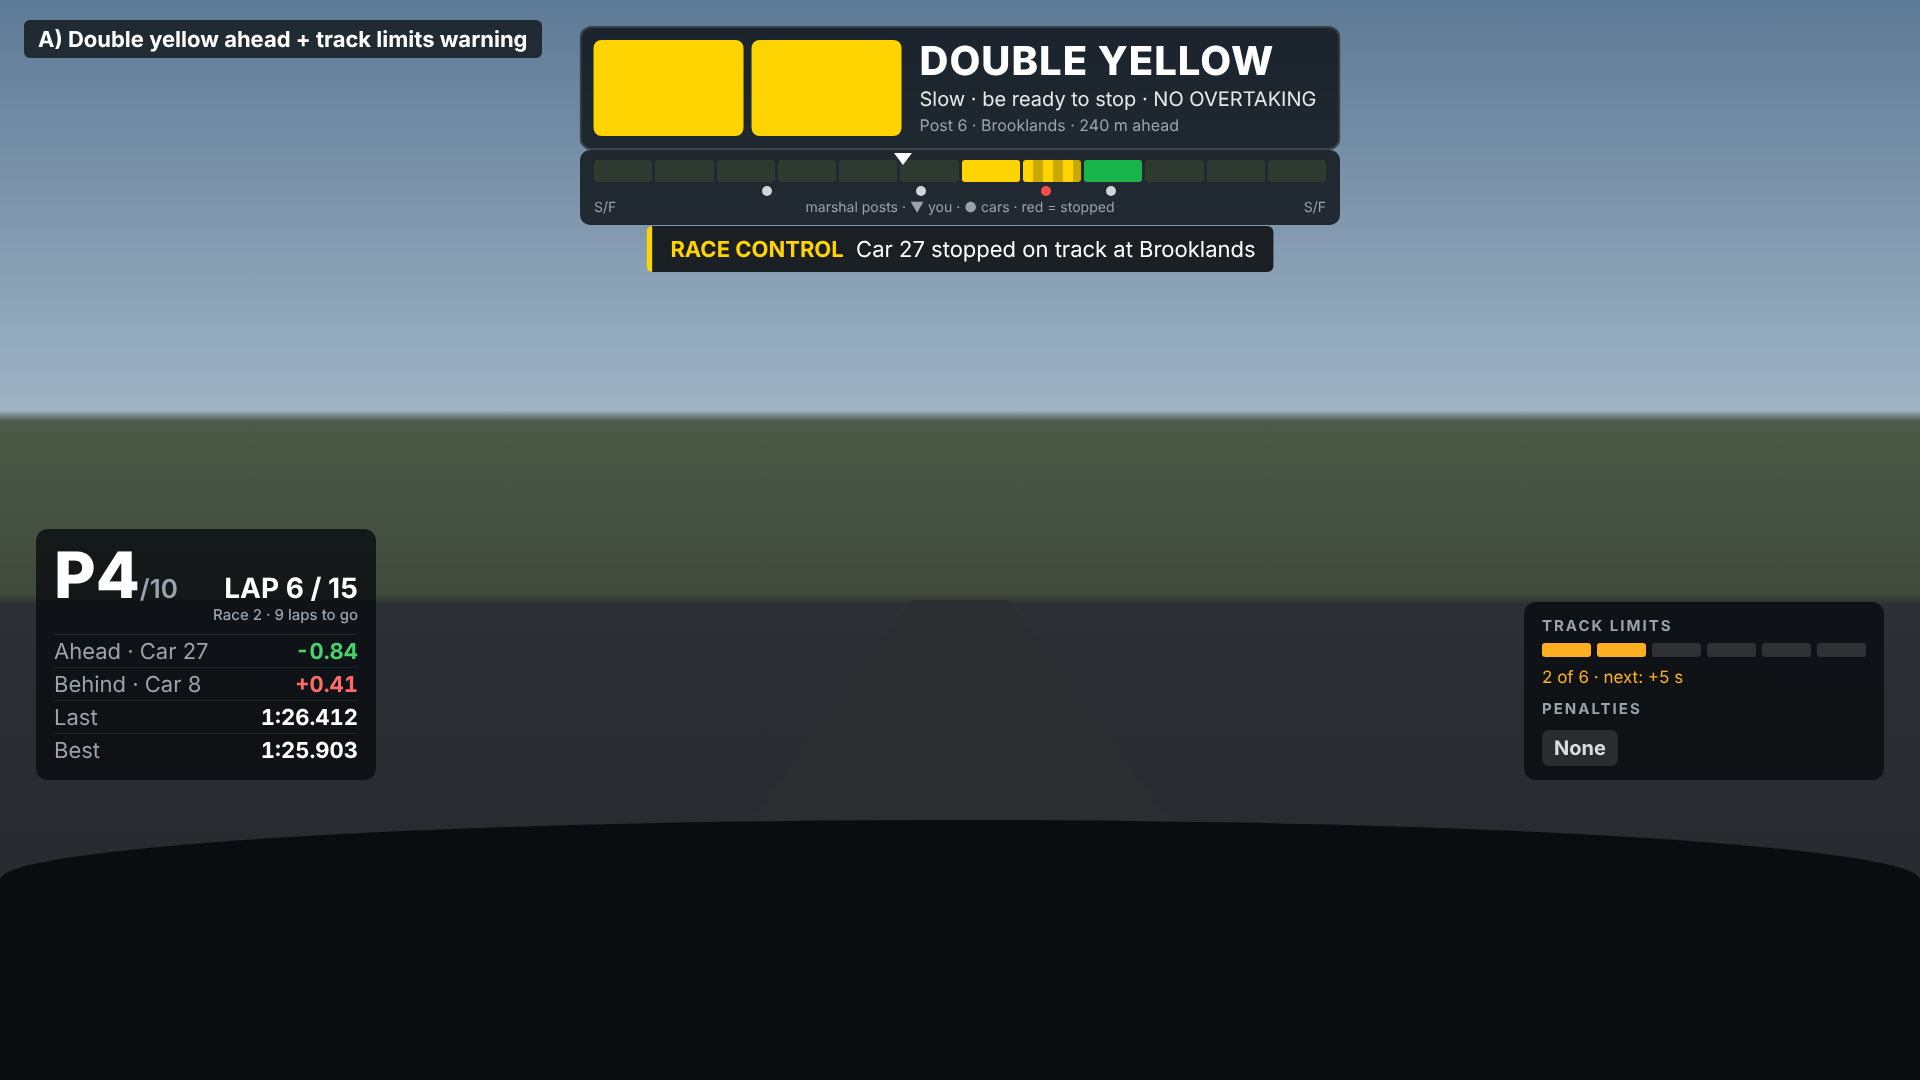 A) Double yellow ahead + track limits warning
DOUBLE YELLOW
Slow · be ready to stop · NO OVERTAKING
Post 6 · Brooklands · 240 m ahead
S/F
marshal posts · ▼ you · ● cars · red = stopped
S/F
RACE CONTROL Car 27 stopped on track at Brooklands
P4/10
LAP 6 / 15
Race 2 · 9 laps to go
Ahead · Car 27 -0.84
Behind · Car 8 +0.41
Last 1:26.412
Best 1:25.903
TRACK LIMITS
2 of 6 · next: +5 s
PENALTIES
None